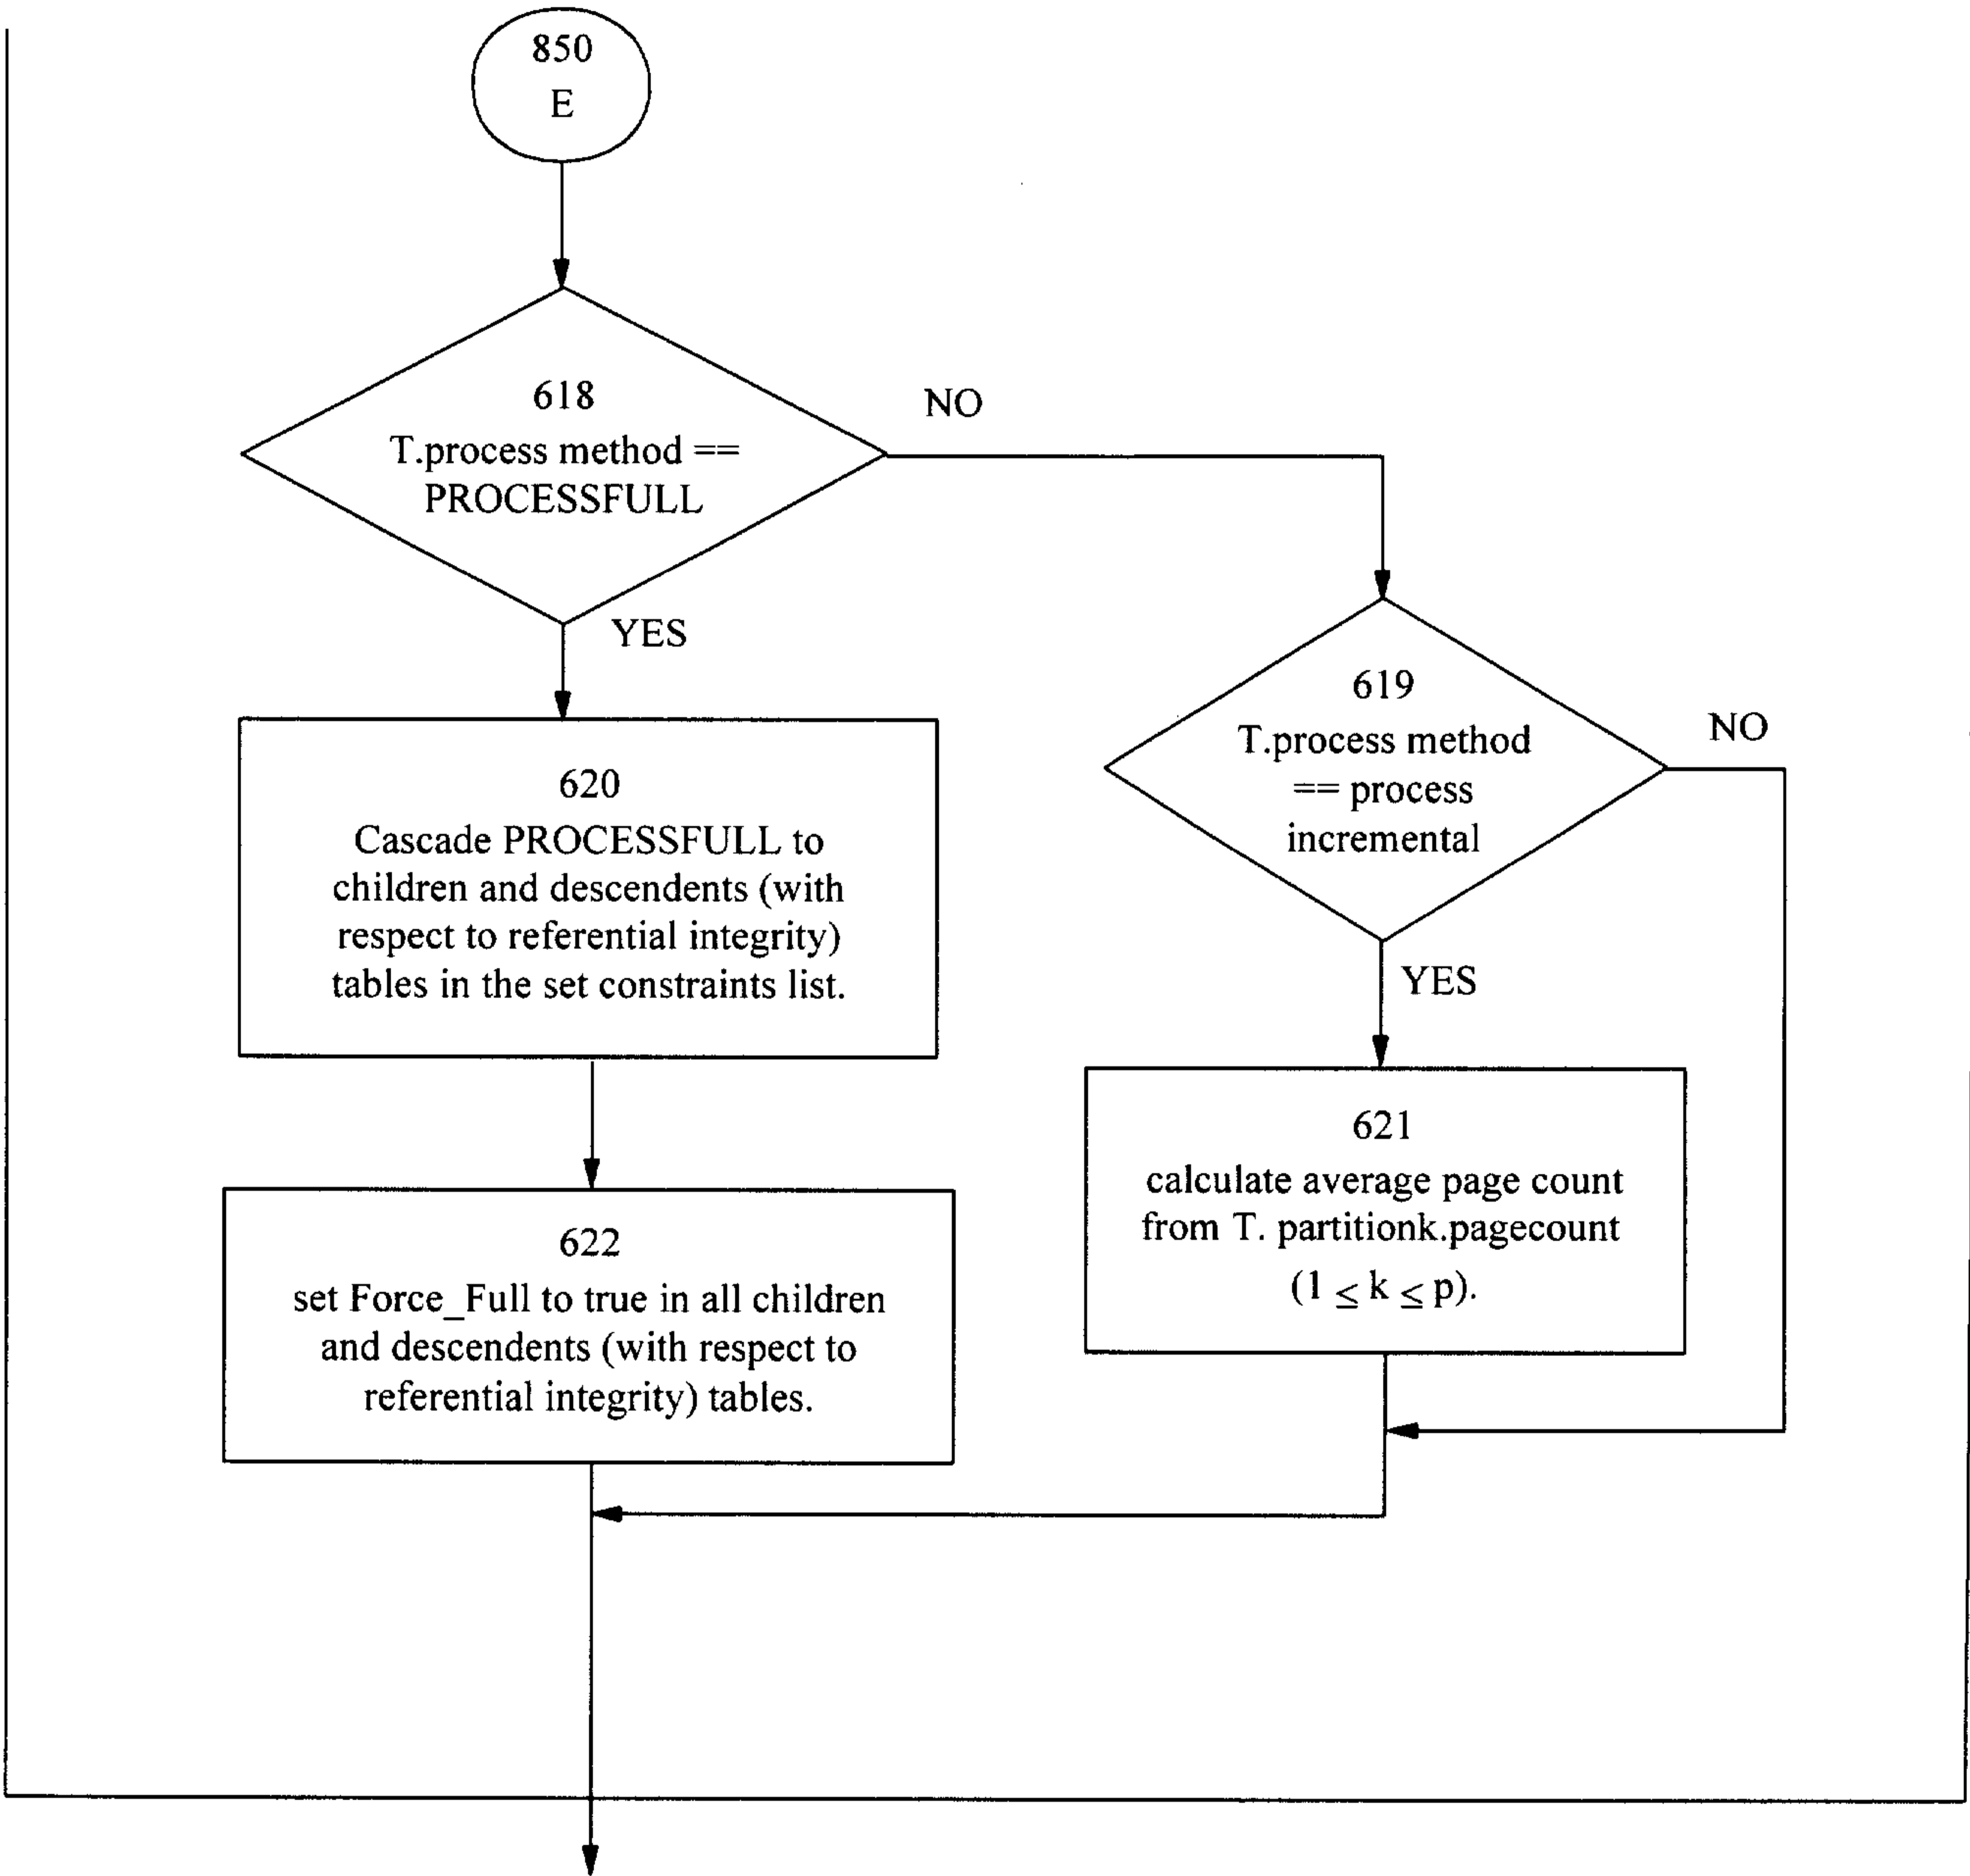 850
E
618
T.process method ==
PROCESSFULL
NO
YES
619
T.process method
== process
incremental
NO
YES
620
Cascade PROCESSFULL to
children and descendents (with
respect to referential integrity)
tables in the set constraints list.
621
calculate average page count
from T. partitionk.pagecount
(1 ≤ k ≤ p).
622
set Force_Full to true in all children
and descendents (with respect to
referential integrity) tables.